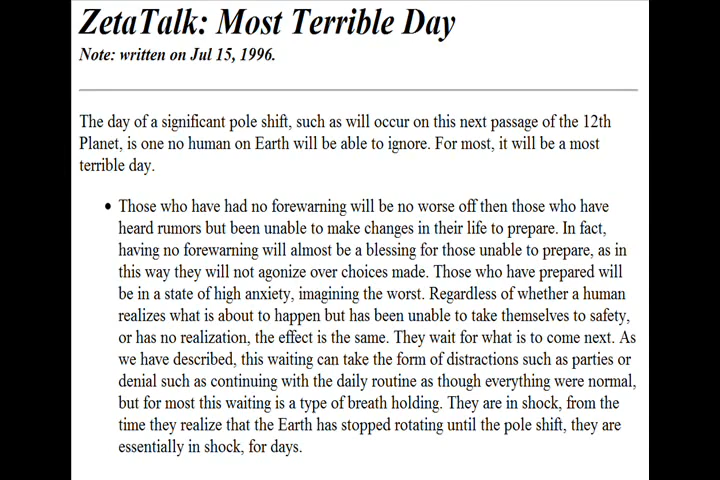 ZetaTalk: Most Terrible Day
Note: written on Jul 15, 1996.
The day of a significant pole shift, such as will occur on this next passage of the 12th
Planet, is one no human on Earth will be able to ignore. For most, it will be a most
terrible day.
• Those who have had no forewarning will be no worse off then those who have
heard rumors but been unable to make changes in their life to prepare. In fact,
having no forewarning will almost be a blessing for those unable to prepare, as in
this way they will not agonize over choices made. Those who have prepared will
be in a state of high anxiety, imagining the worst. Regardless of whether a human
realizes what is about to happen but has been unable to take themselves to safety,
or has no realization, the effect is the same. They wait for what is to come next. As
we have described, this waiting can take the form of distractions such as parties or
denial such as continuing with the daily routine as though everything were normal,
but for most this waiting is a type of breath holding. They are in shock, from the
time they realize that the Earth has stopped rotating until the pole shift, they are
essentially in shock, for days.